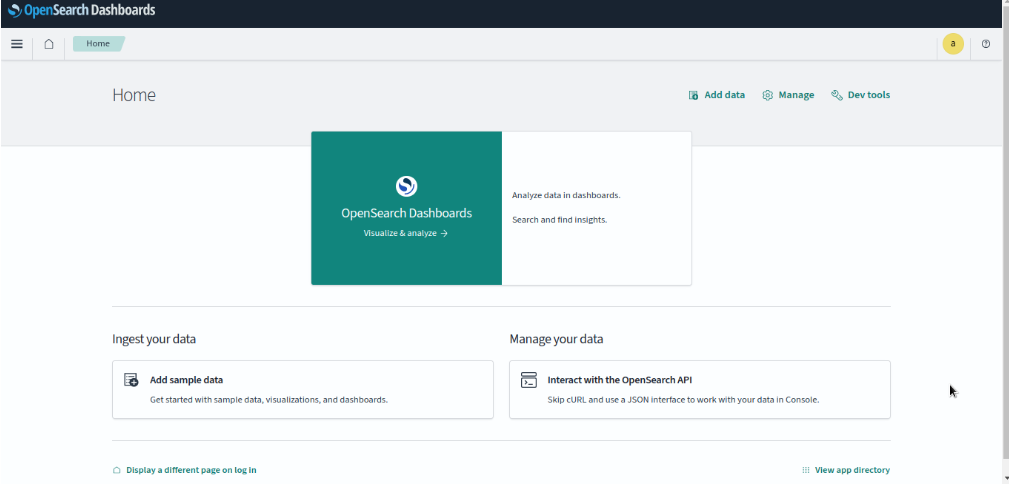 OpenSearch Dashboards
Home
a
Home
Add data
Manage
Dev tools
OpenSearch Dashboards
Visualize & analyze →
Analyze data in dashboards.
Search and find insights.
Ingest your data
Add sample data
Get started with sample data, visualizations, and dashboards.
Manage your data
Interact with the OpenSearch API
Skip cURL and use a JSON interface to work with your data in Console.
Display a different page on log in
View app directory